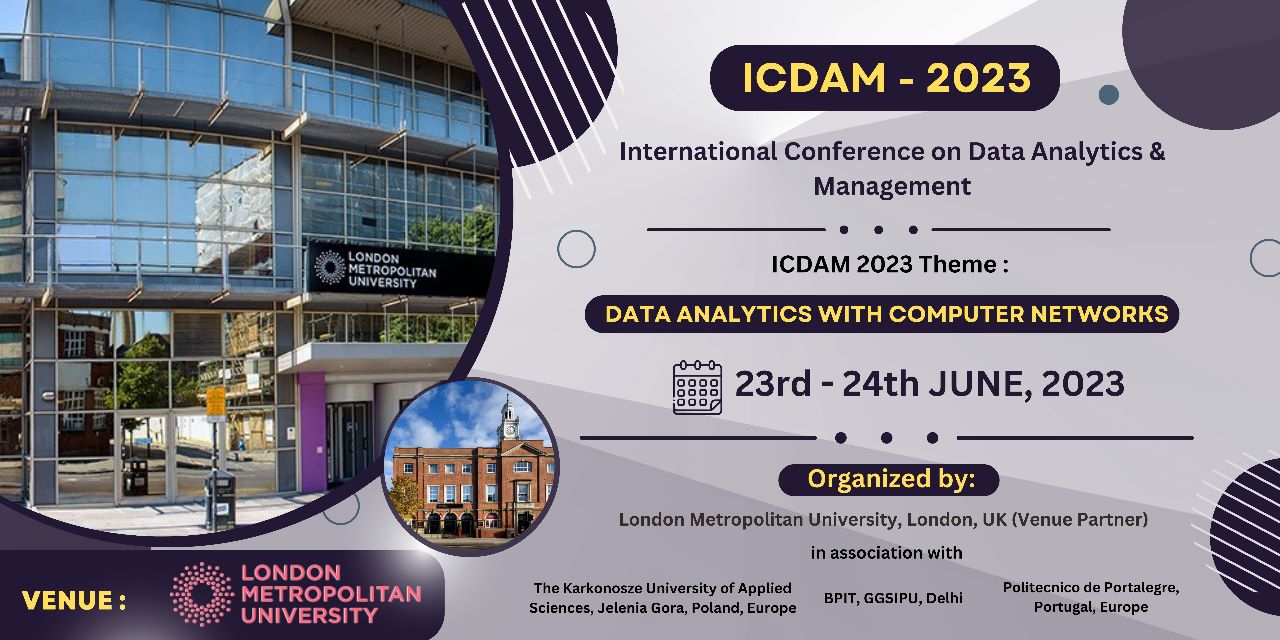 ICDAM - 2023
International Conference on Data Analytics &
Management
ICDAM 2023 Theme :
DATA ANALYTICS WITH COMPUTER NETWORKS
23rd - 24th JUNE, 2023
Organized by:
London Metropolitan University, London, UK (Venue Partner)
in association with
The Karkonosze University of Applied
Sciences, Jelenia Gora, Poland, Europe
BPIT, GGSIPU, Delhi
Politecnico de Portalegre,
Portugal, Europe
LONDON
METROPOLITAN
UNIVERSITY
VENUE :
LONDON
METROPOLITAN
UNIVERSITY